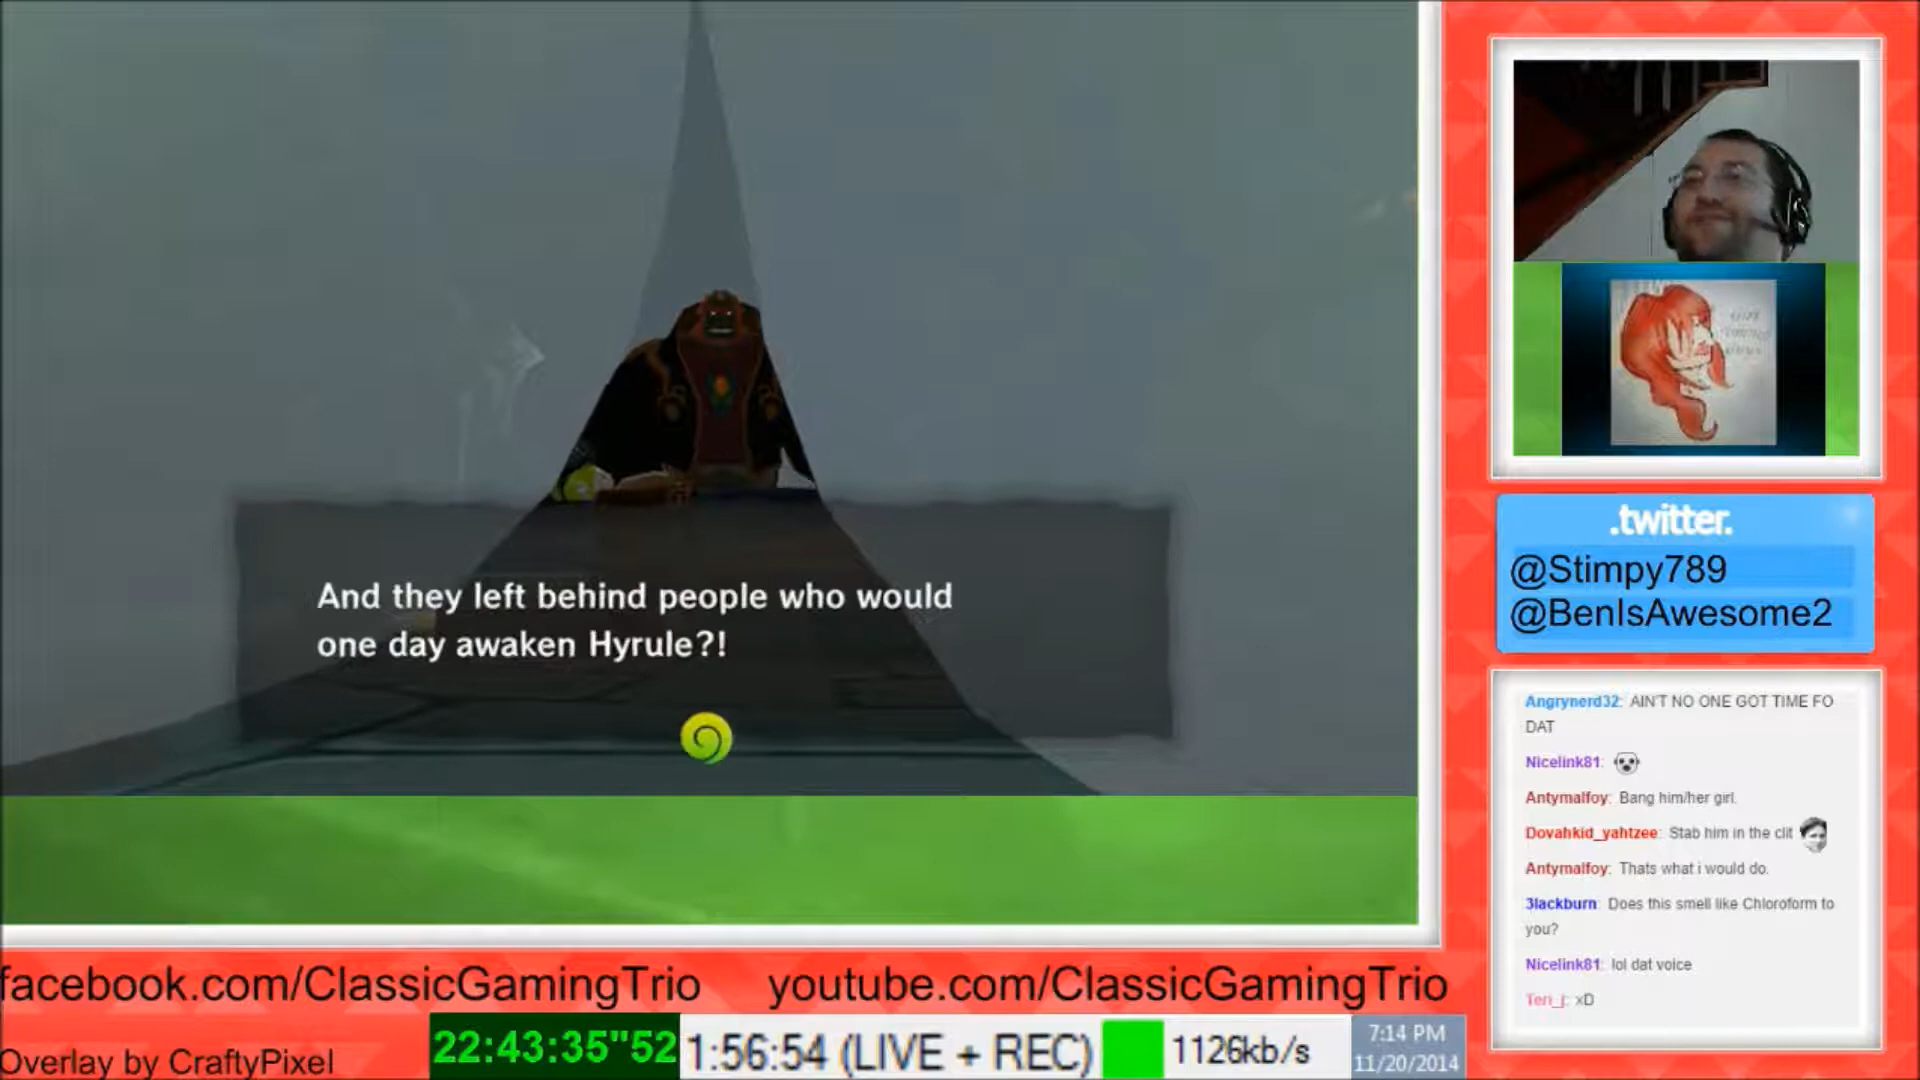 And they left behind people who would
one day awaken Hyrule?!
.twitter.
@Stimpy789
@BenIsAwesome2
Angrynerd32: AIN'T NO ONE GOT TIME FO
DAT
Nicelink81:
Antymalfoy: Bang him/her girl.
Dovahkid_yahtzee: Stab him in the clit
Antymalfoy: Thats what i would do.
3lackburn: Does this smell like Chloroform to
you?
Nicelink81: lol dat voice
Teri_j: xD
facebook.com/ClassicGamingTrio
youtube.com/ClassicGamingTrio
Overlay by CraftyPixel
22:43:35"52
1:56:54 (LIVE + REC)
1126kb/s
7:14 PM
11/20/2014